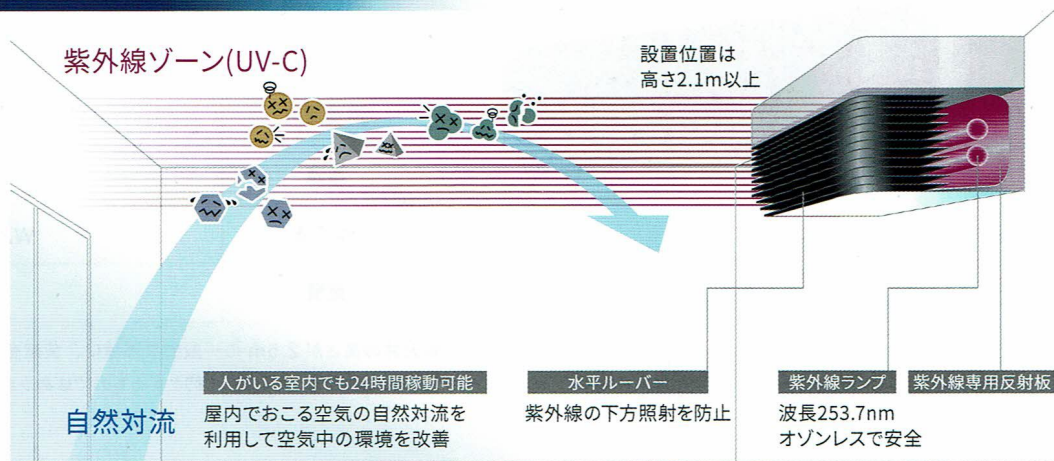 紫外線ゾーン(UV-C)
設置位置は
高さ2.1m以上
自然対流
人がいる室内でも24時間稼動可能
屋内でおこる空気の自然対流を
利用して空気中の環境を改善
水平ルーバー
紫外線の下方照射を防止
紫外線ランプ
波長253.7nm
オゾンレスで安全
紫外線専用反射板